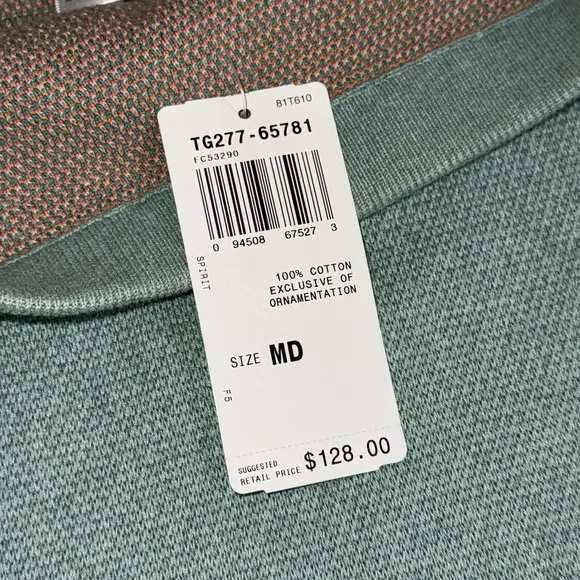 81T610
TG277-65781
FC53290
0 94508 67527 3
SPIRIT
100% COTTON
EXCLUSIVE OF
ORNAMENTATION
SIZE MD
F5
SUGGESTED
RETAIL PRICE $128.00